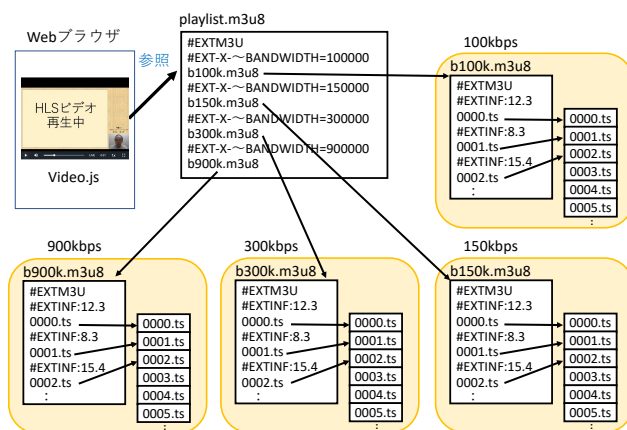 playlist.m3u8
Webブラウザ
参照
HLSビデオ
再生中
Video.js
#EXTM3U
#EXT-X-～BANDWIDTH=100000
b100k.m3u8
#EXT-X-～BANDWIDTH=150000
b150k.m3u8
#EXT-X-～BANDWIDTH=300000
b300k.m3u8
#EXT-X-～BANDWIDTH=900000
b900k.m3u8
100kbps
b100k.m3u8
#EXTM3U
#EXTINF:12.3
0000.ts
#EXTINF:8.3
0001.ts
#EXTINF:15.4
0002.ts
:
0000.ts
0001.ts
0002.ts
0003.ts
0004.ts
0005.ts
:
900kbps
b900k.m3u8
#EXTM3U
#EXTINF:12.3
0000.ts
#EXTINF:8.3
0001.ts
#EXTINF:15.4
0002.ts
:
0000.ts
0001.ts
0002.ts
0003.ts
0004.ts
0005.ts
:
300kbps
b300k.m3u8
#EXTM3U
#EXTINF:12.3
0000.ts
#EXTINF:8.3
0001.ts
#EXTINF:15.4
0002.ts
:
0000.ts
0001.ts
0002.ts
0003.ts
0004.ts
0005.ts
:
150kbps
b150k.m3u8
#EXTM3U
#EXTINF:12.3
0000.ts
#EXTINF:8.3
0001.ts
#EXTINF:15.4
0002.ts
:
0000.ts
0001.ts
0002.ts
0003.ts
0004.ts
0005.ts
: